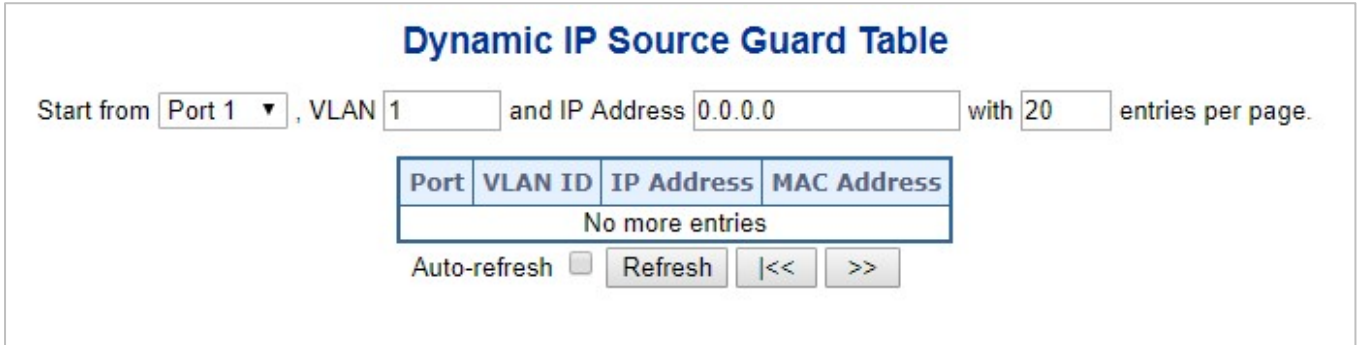 Dynamic IP Source Guard Table
Start from Port 1 ▼ , VLAN 1 and IP Address 0.0.0.0 with 20 entries per page.
Port VLAN ID IP Address MAC Address
No more entries
Auto-refresh Refresh |<< >>